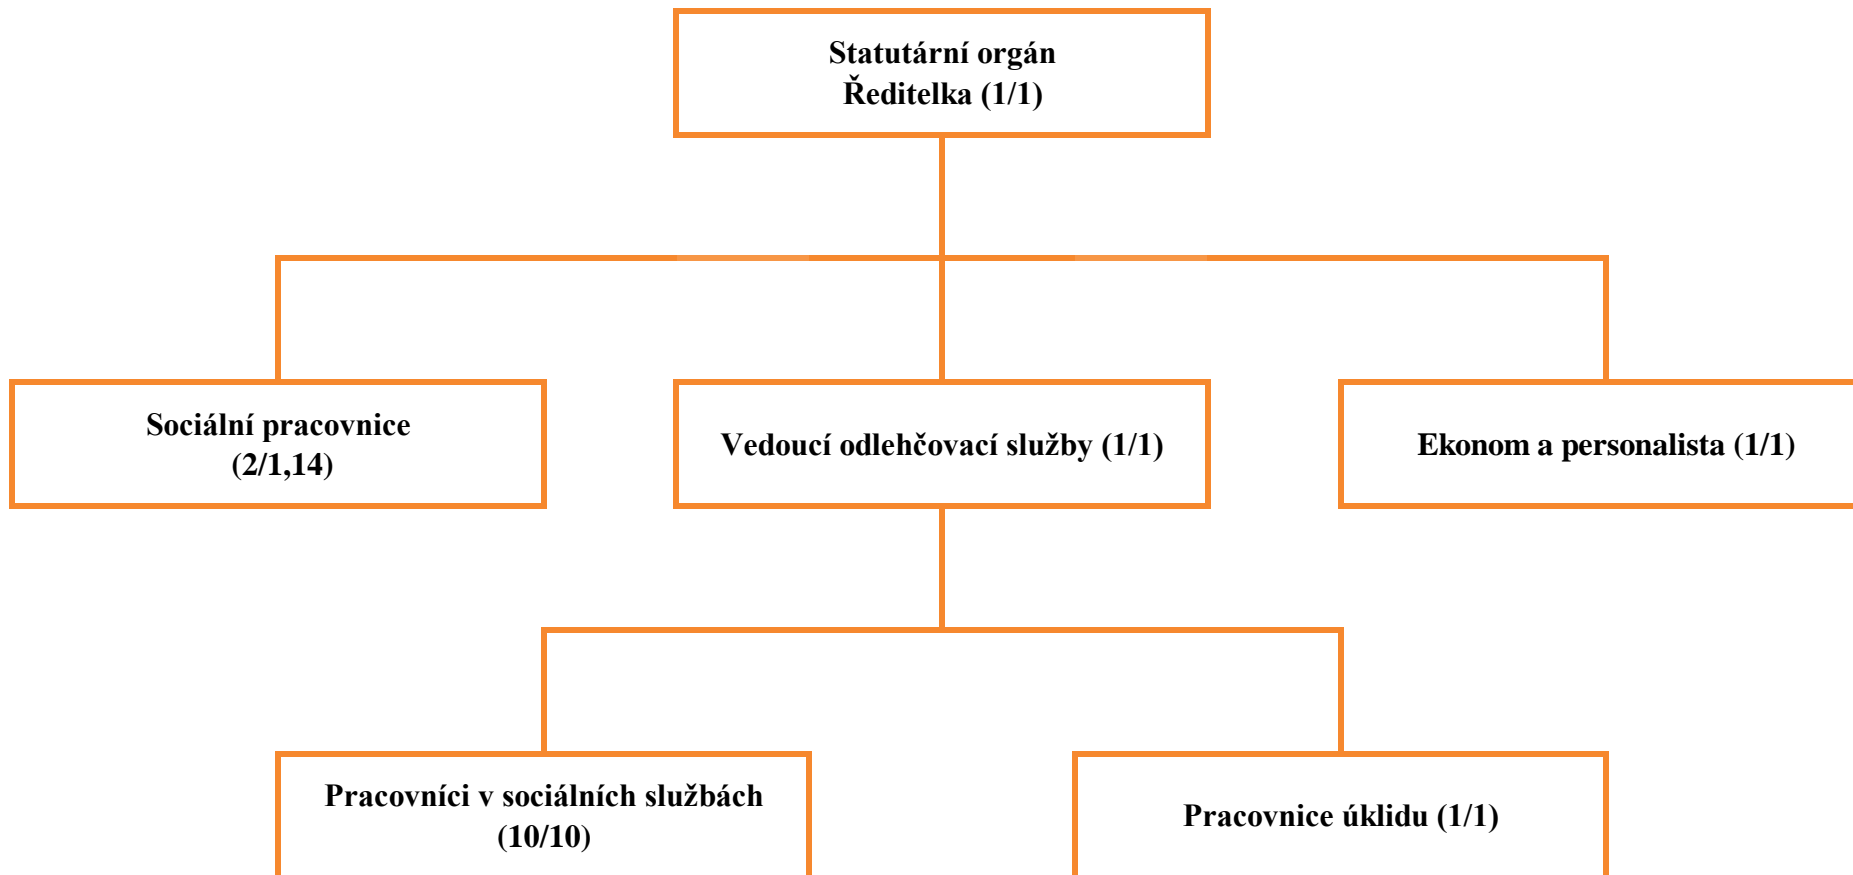 Statutární orgán
Ředitelka (1/1)
Sociální pracovnice
(2/1,14)
Vedoucí odlehčovací služby (1/1)
Ekonom a personalista (1/1)
Pracovníci v sociálních službách
(10/10)
Pracovnice úklidu (1/1)